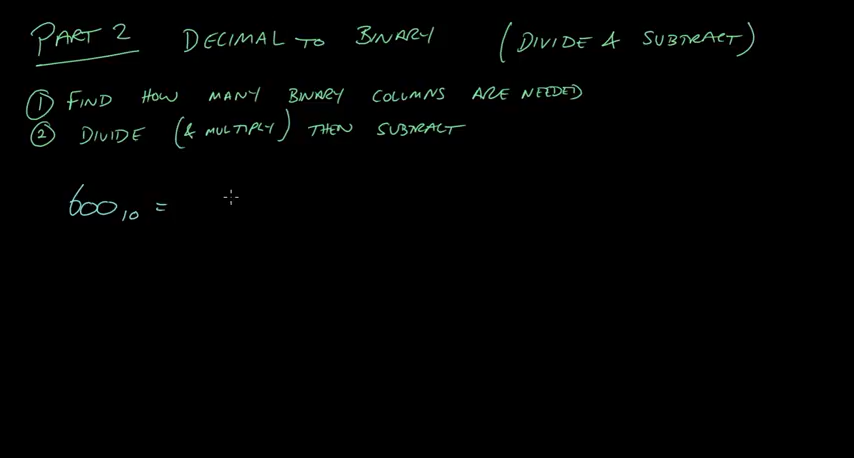 PART 2 DECIMAL TO BINARY (DIVIDE & SUBTRACT)
① FIND HOW MANY BINARY COLUMNS ARE NEEDED
② DIVIDE (& MULTIPLY) THEN SUBTRACT
600₁₀ =